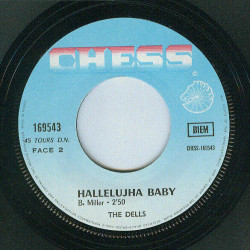 CHESS
169543
45 TOURS D.N.
FACE 2
BIEM
CHESS-169543
HALLELUJHA BABY
B. Miller - 2'50
THE DELLS